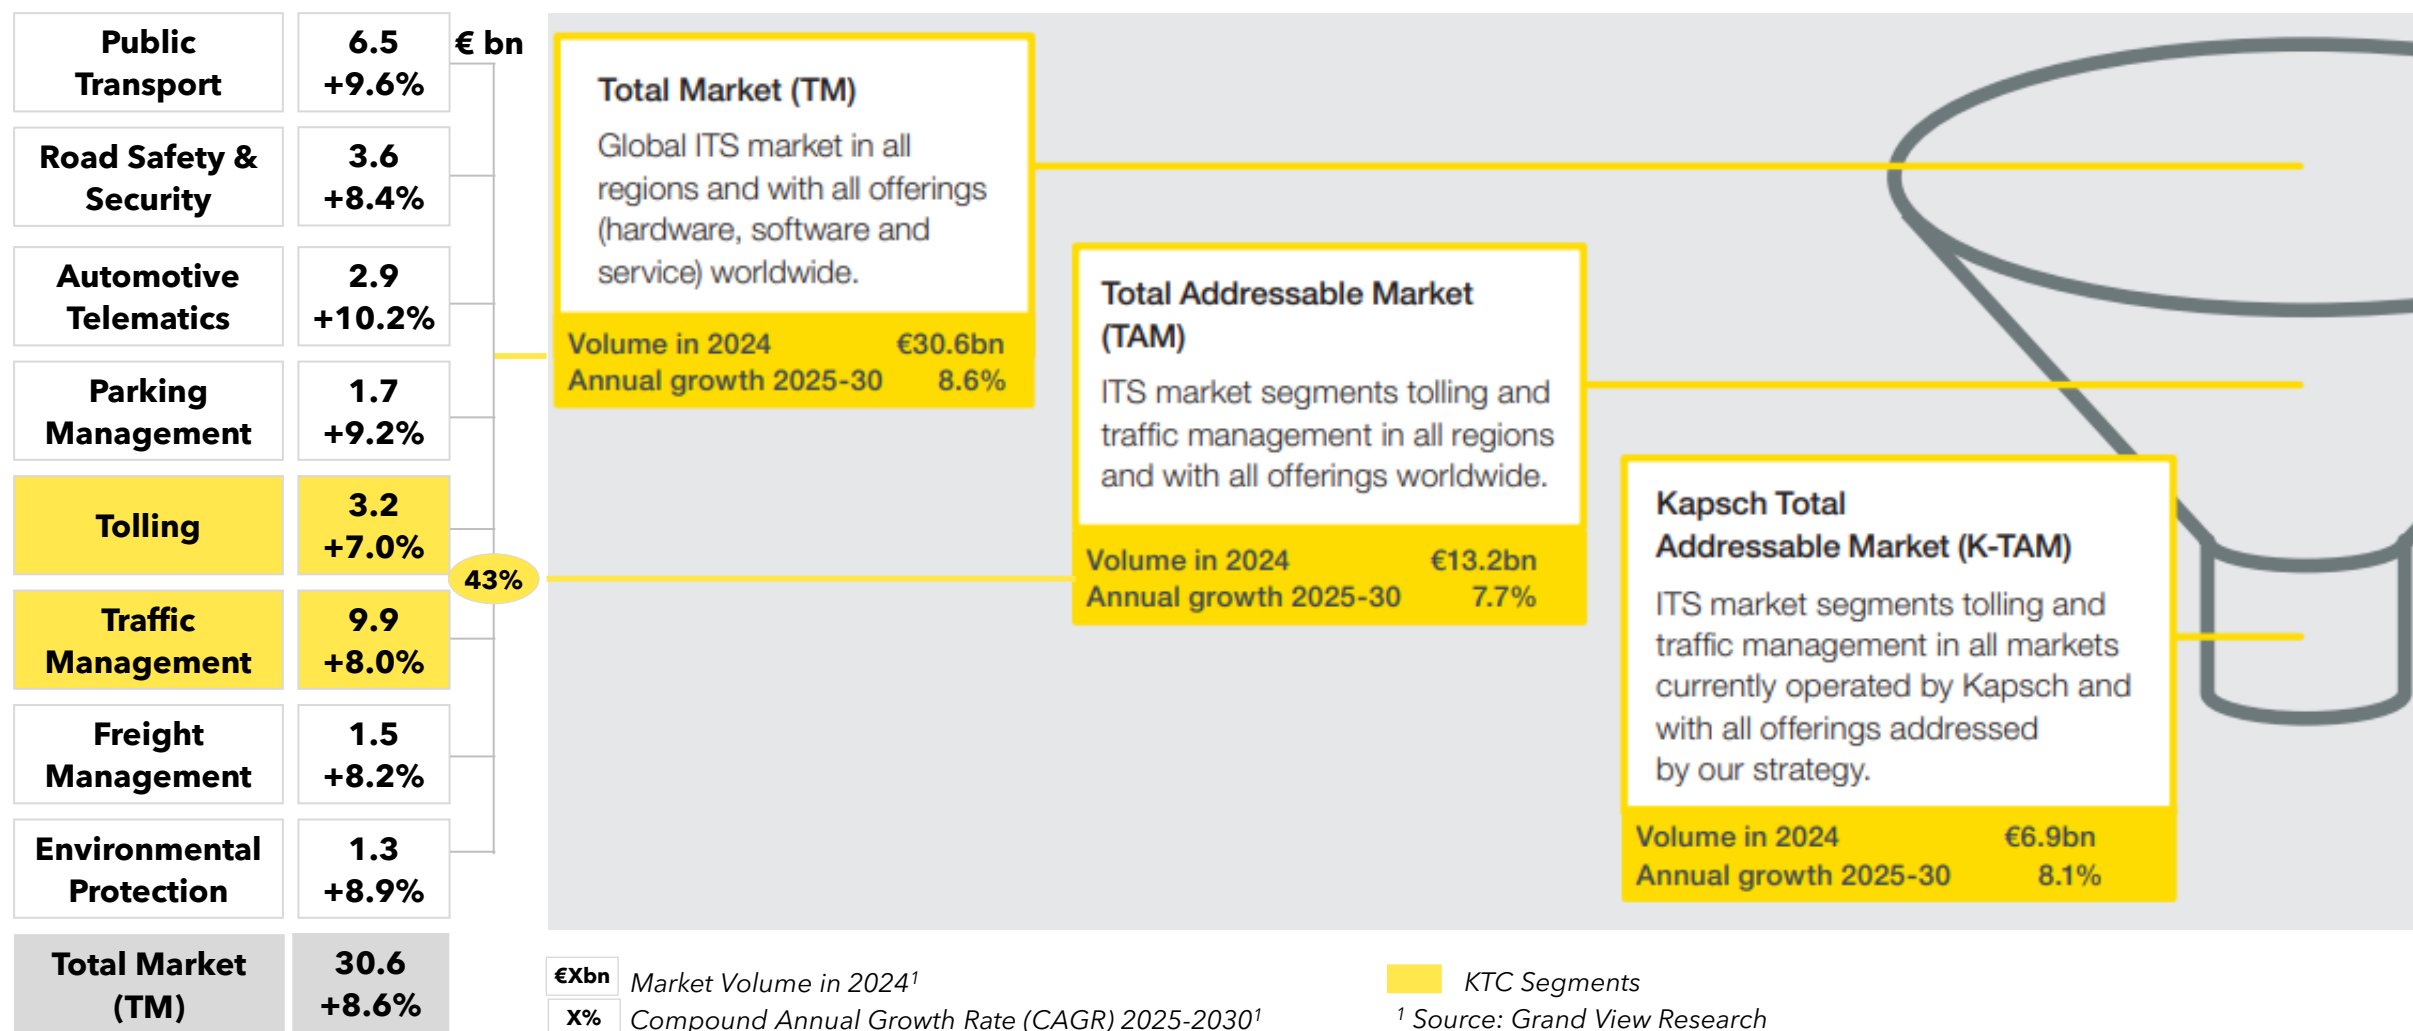 Public
Transport
6.5
+9.6%
€ bn
Road Safety &
Security
3.6
+8.4%
Automotive
Telematics
2.9
+10.2%
Parking
Management
1.7
+9.2%
Tolling
3.2
+7.0%
43%
Traffic
Management
9.9
+8.0%
Freight
Management
1.5
+8.2%
Environmental
Protection
1.3
+8.9%
Total Market
(TM)
30.6
+8.6%
Total Market (TM)
Global ITS market in all
regions and with all offerings
(hardware, software and
service) worldwide.
Volume in 2024 €30.6bn
Annual growth 2025-30 8.6%
Total Addressable Market
(TAM)
ITS market segments tolling and
traffic management in all regions
and with all offerings worldwide.
Volume in 2024 €13.2bn
Annual growth 2025-30 7.7%
Kapsch Total
Addressable Market (K-TAM)
ITS market segments tolling and
traffic management in all markets
currently operated by Kapsch and
with all offerings addressed
by our strategy.
Volume in 2024 €6.9bn
Annual growth 2025-30 8.1%
€Xbn Market Volume in 2024¹
X% Compound Annual Growth Rate (CAGR) 2025-2030¹
KTC Segments
¹ Source: Grand View Research